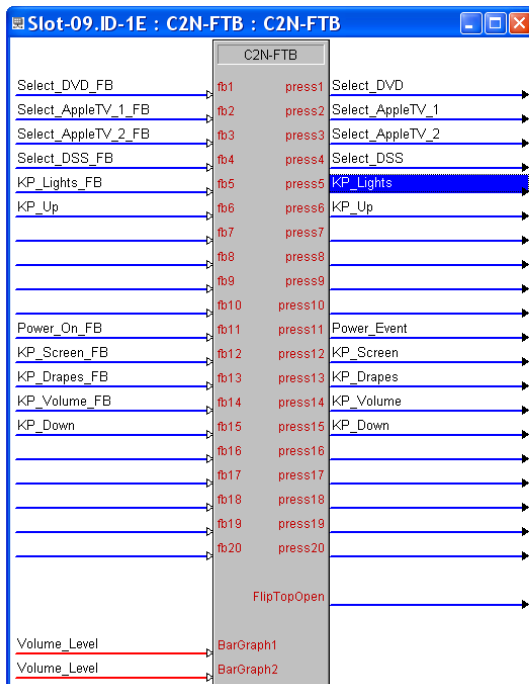 Slot-09.ID-1E : C2N-FTB : C2N-FTB
C2N-FTB
Select_DVD_FB fb1 press1 Select_DVD
Select_AppleTV_1_FB fb2 press2 Select_AppleTV_1
Select_AppleTV_2_FB fb3 press3 Select_AppleTV_2
Select_DSS_FB fb4 press4 Select_DSS
KP_Lights_FB fb5 press5 KP_Lights
KP_Up fb6 press6 KP_Up
fb7 press7
fb8 press8
fb9 press9
fb10 press10
Power_On_FB fb11 press11 Power_Event
KP_Screen_FB fb12 press12 KP_Screen
KP_Drapes_FB fb13 press13 KP_Drapes
KP_Volume_FB fb14 press14 KP_Volume
KP_Down fb15 press15 KP_Down
fb16 press16
fb17 press17
fb18 press18
fb19 press19
fb20 press20
FlipTopOpen
Volume_Level BarGraph1
Volume_Level BarGraph2